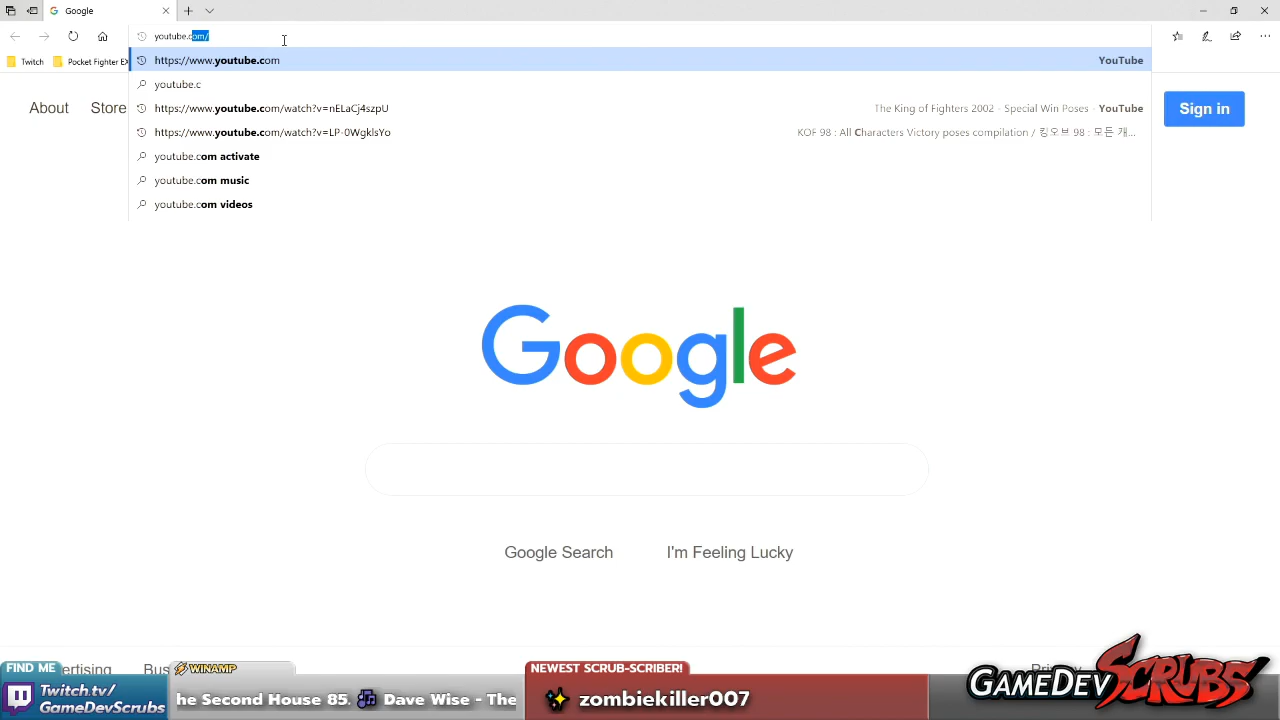 Google
youtube.com/
Twitch
Pocket Fighter EX
https://www.youtube.com
YouTube
youtube.c
https://www.youtube.com/watch?v=nELaCj4szpU
The King of Fighters 2002 - Special Win Poses - YouTube
https://www.youtube.com/watch?v=LP-0WgklsYo
KOF 98 : All Characters Victory poses compilation / 킹오브 98 : 모든 캐...
youtube.com activate
youtube.com music
youtube.com videos
About
Store
Sign in
Google
Google Search
I'm Feeling Lucky
ertising
Bus
FIND ME
Twitch.tv/
GameDevScrubs
WINAMP
he Second House 85.
Dave Wise - The
NEWEST SCRUB-SCRIBER!
zombiekiller007
GAMEDEV SCRUBS